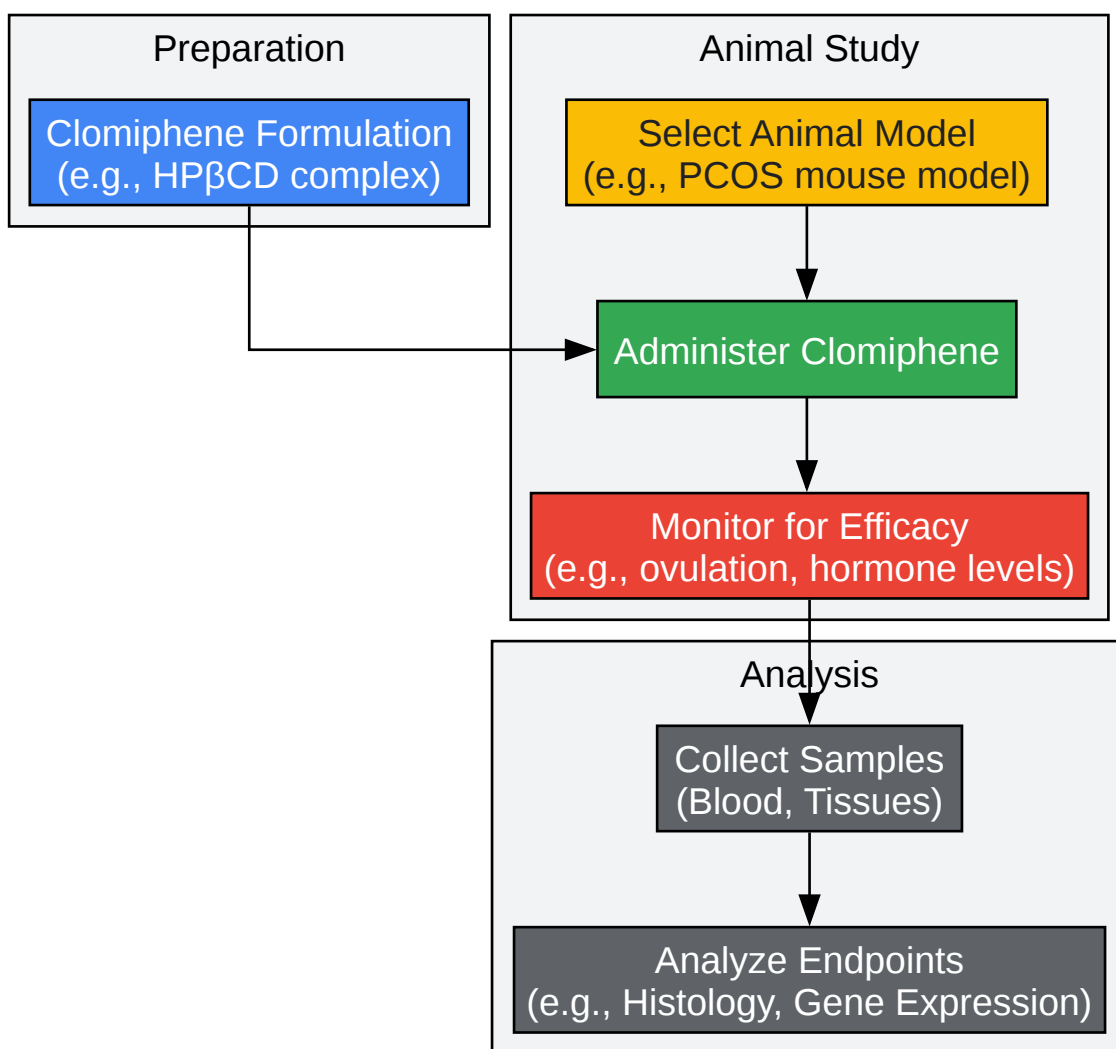 Preparation
Clomiphene Formulation
(e.g., HPβCD complex)
Animal Study
Select Animal Model
(e.g., PCOS mouse model)
Administer Clomiphene
Monitor for Efficacy
(e.g., ovulation, hormone levels)
Analysis
Collect Samples
(Blood, Tissues)
Analyze Endpoints
(e.g., Histology, Gene Expression)